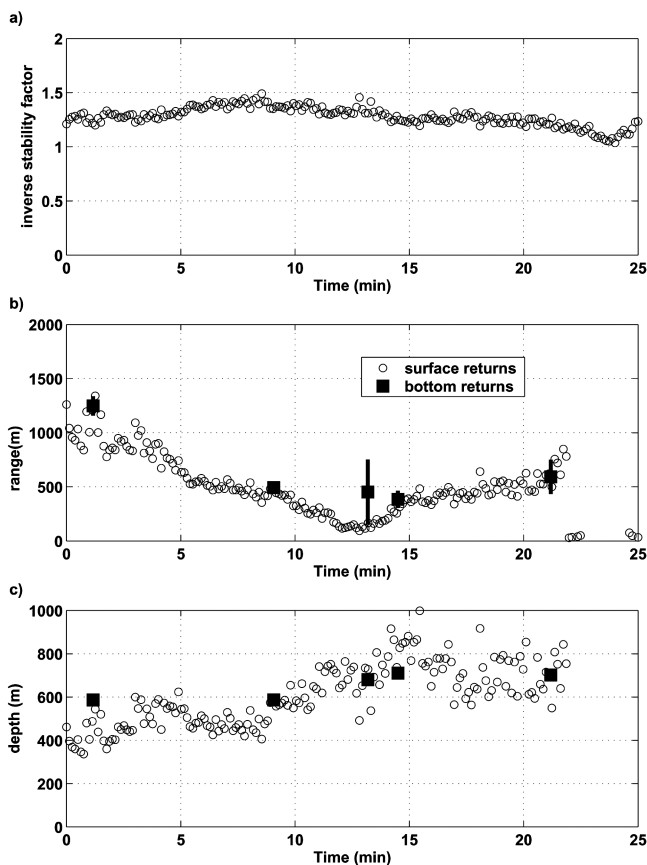 a)
2
1.5
1
0.5
0
inverse stability factor
0 5 10 15 20 25
Time (min)
b)
2000
1500
1000
500
0
range(m)
surface returns
bottom returns
0 5 10 15 20 25
Time (min)
c)
1000
800
600
400
200
0
depth (m)
0 5 10 15 20 25
Time (min)